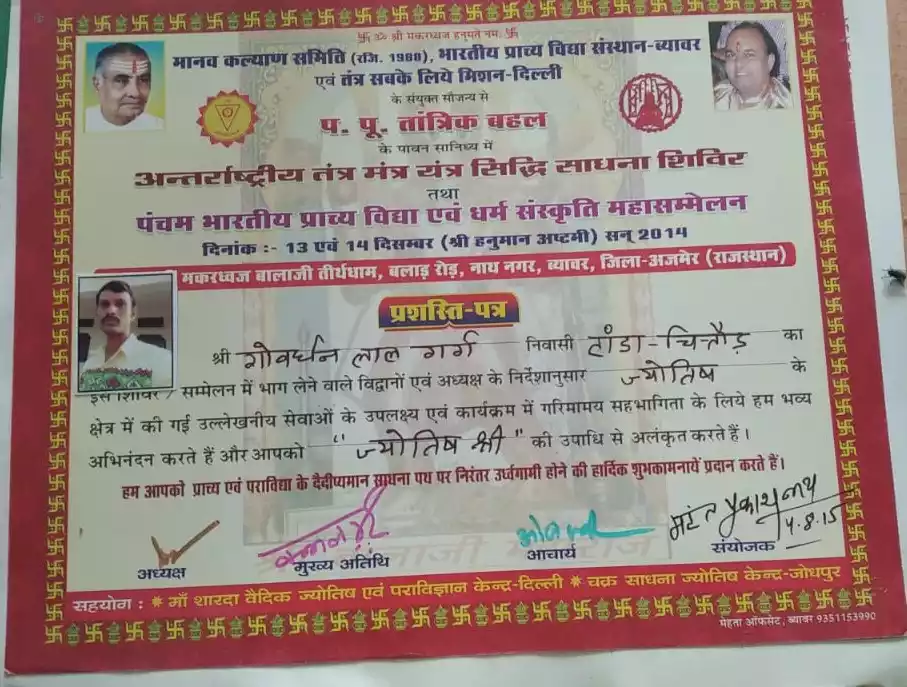 ॐ श्री मकरध्वज हनुमते नमः
मानव कल्याण समिति (रजि. 1980), भारतीय प्राच्य विद्या संस्थान-ब्यावर
एवं तंत्र सबके लिये मिशन-दिल्ली
के संयुक्त सौजन्य से
प. पू. तांत्रिक बहल
के पावन सानिध्य में
अन्तर्राष्ट्रीय तंत्र मंत्र यंत्र सिद्धि साधना शिविर
तथा
पंचम भारतीय प्राच्य विद्या एवं धर्म संस्कृति महासम्मेलन
दिनांक :- 13 एवं 14 दिसम्बर (श्री हनुमान अष्टमी) सन् 2014
मकरध्वज बालाजी तीर्थधाम, बलाड़ रोड़, नाथ नगर, ब्यावर, जिला-अजमेर (राजस्थान)
प्रशस्ति-पत्र
श्री गोवर्धन लाल गर्ग निवासी टांडा-चित्तौड़ का
इस शिविर / सम्मेलन में भाग लेने वाले विद्वानों एवं अध्यक्ष के निर्देशानुसार ज्योतिष के
क्षेत्र में की गई उल्लेखनीय सेवाओं के उपलक्ष्य एवं कार्यक्रम में गरिमामय सहभागिता के लिये हम भव्य
अभिनंदन करते हैं और आपको "ज्योतिष श्री" की उपाधि से अलंकृत करते हैं।
हम आपको प्राच्य एवं पराविद्या के दैदीप्यमान साधना पथ पर निरंतर उर्ध्वगामी होने की हार्दिक शुभकामनायें प्रदान करते हैं।
महंत प्रकाशनाथ
4.8.15
अध्यक्ष मुख्य अतिथि आचार्य संयोजक
सहयोग : माँ शारदा वैदिक ज्योतिष एवं पराविज्ञान केन्द्र-दिल्ली चक्र साधना ज्योतिष केन्द्र-जोधपुर
मेहता ऑफसेट, ब्यावर 9351153990